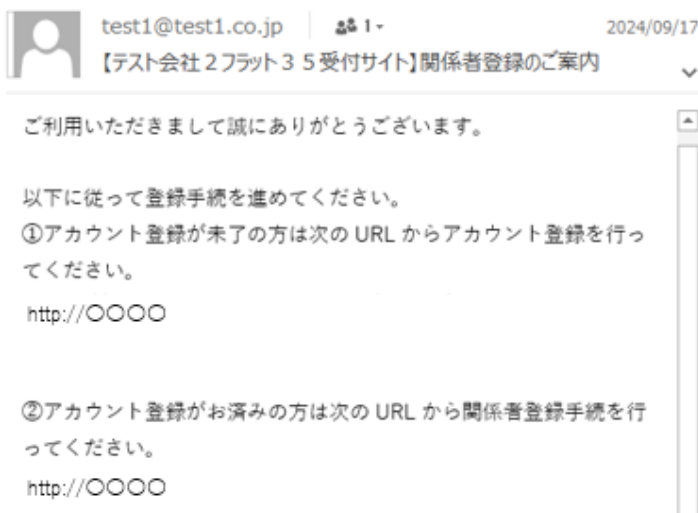 test1@test1.co.jp 1 2024/09/17
【テスト会社２フラット３５受付サイト】関係者登録のご案内
ご利用いただきまして誠にありがとうございます。
以下に従って登録手続を進めてください。
①アカウント登録が未了の方は次の URL からアカウント登録を行っ
てください。
http://〇〇〇〇
②アカウント登録がお済みの方は次の URL から関係者登録手続を行
ってください。
http://〇〇〇〇